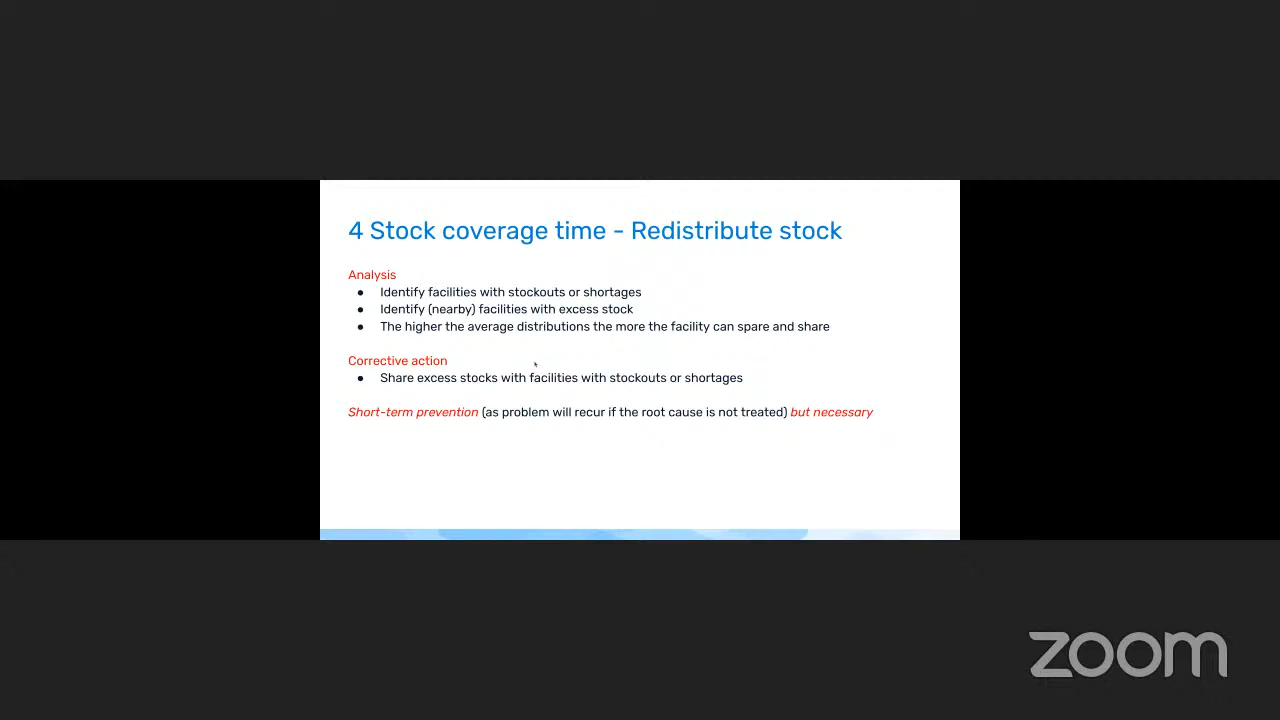 4 Stock coverage time - Redistribute stock
Analysis
● Identify facilities with stockouts or shortages
● Identify (nearby) facilities with excess stock
● The higher the average distributions the more the facility can spare and share
Corrective action
● Share excess stocks with facilities with stockouts or shortages
Short-term prevention (as problem will recur if the root cause is not treated) but necessary
zoom